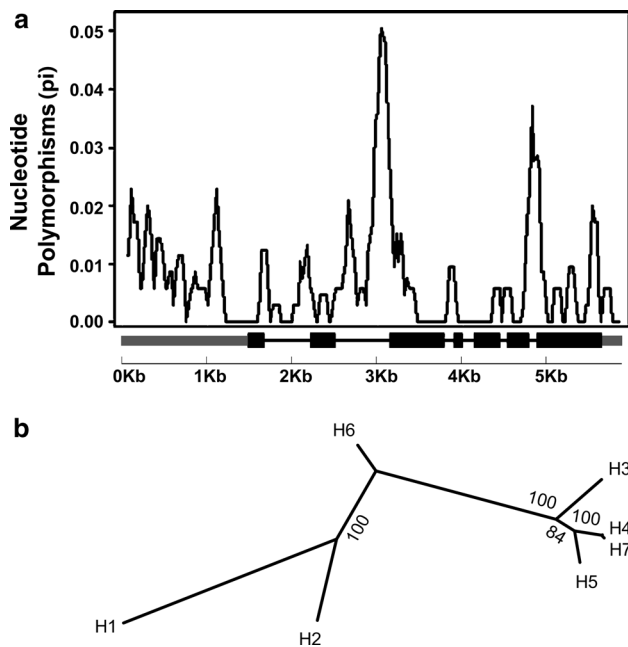 a
Nucleotide
Polymorphisms (pi)
0.05
0.04
0.03
0.02
0.01
0.00
0Kb 1Kb 2Kb 3Kb 4Kb 5Kb
b
H6
H3
100
100
H4
84
H7
100
H5
H1
H2